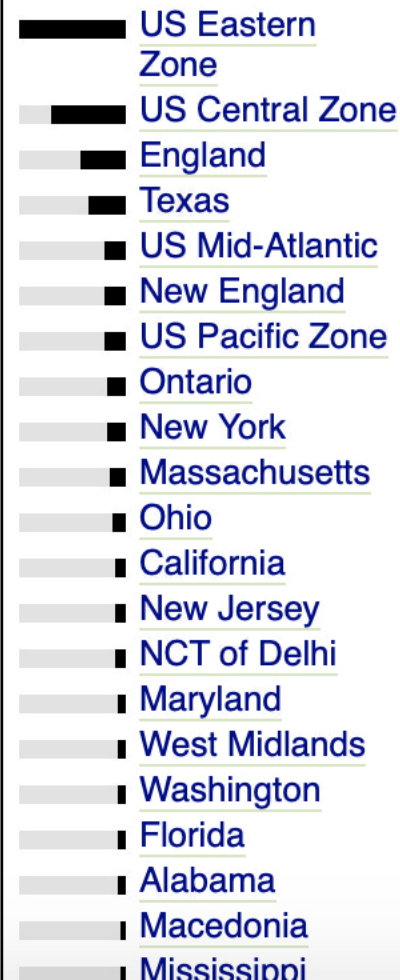 US Eastern
Zone
US Central Zone
England
Texas
US Mid-Atlantic
New England
US Pacific Zone
Ontario
New York
Massachusetts
Ohio
California
New Jersey
NCT of Delhi
Maryland
West Midlands
Washington
Florida
Alabama
Macedonia
Mississippi